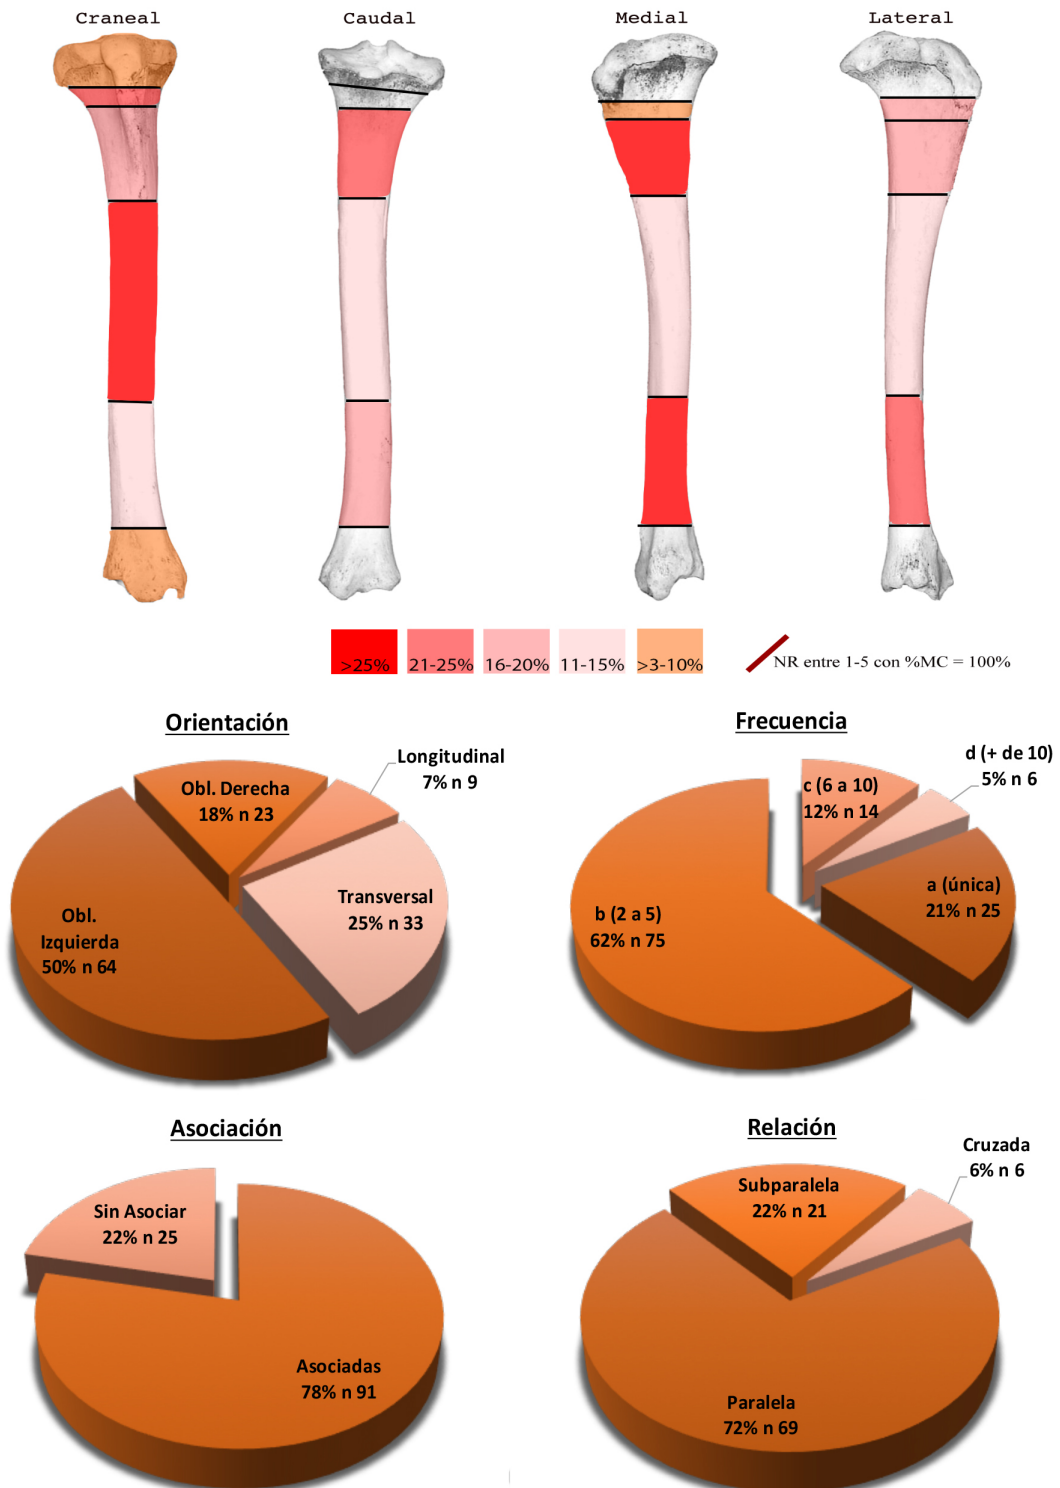 Craneal Caudal Medial Lateral
>25% 21-25% 16-20% 11-15% >3-10% NR entre 1-5 con %MC = 100%
Orientación
Obl. Derecha
18% n 23
Longitudinal
7% n 9
Transversal
25% n 33
Obl.
Izquierda
50% n 64
Frecuencia
c (6 a 10)
12% n 14
d (+ de 10)
5% n 6
a (única)
21% n 25
b (2 a 5)
62% n 75
Asociación
Sin Asociar
22% n 25
Asociadas
78% n 91
Relación
Subparalela
22% n 21
Cruzada
6% n 6
Paralela
72% n 69